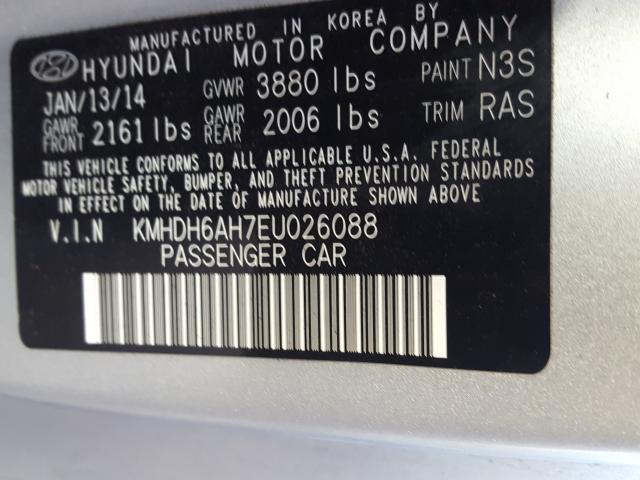 MANUFACTURED IN KOREA BY
HYUNDAI MOTOR COMPANY
JAN/13/14 GVWR 3880 lbs PAINT N3S
GAWR FRONT 2161 lbs GAWR REAR 2006 lbs TRIM RAS
THIS VEHICLE CONFORMS TO ALL APPLICABLE U.S.A. FEDERAL
MOTOR VEHICLE SAFETY, BUMPER, AND THEFT PREVENTION STANDARDS
IN EFFECT ON THE DATE OF MANUFACTURE SHOWN ABOVE
V.I.N KMHDH6AH7EU026088
PASSENGER CAR